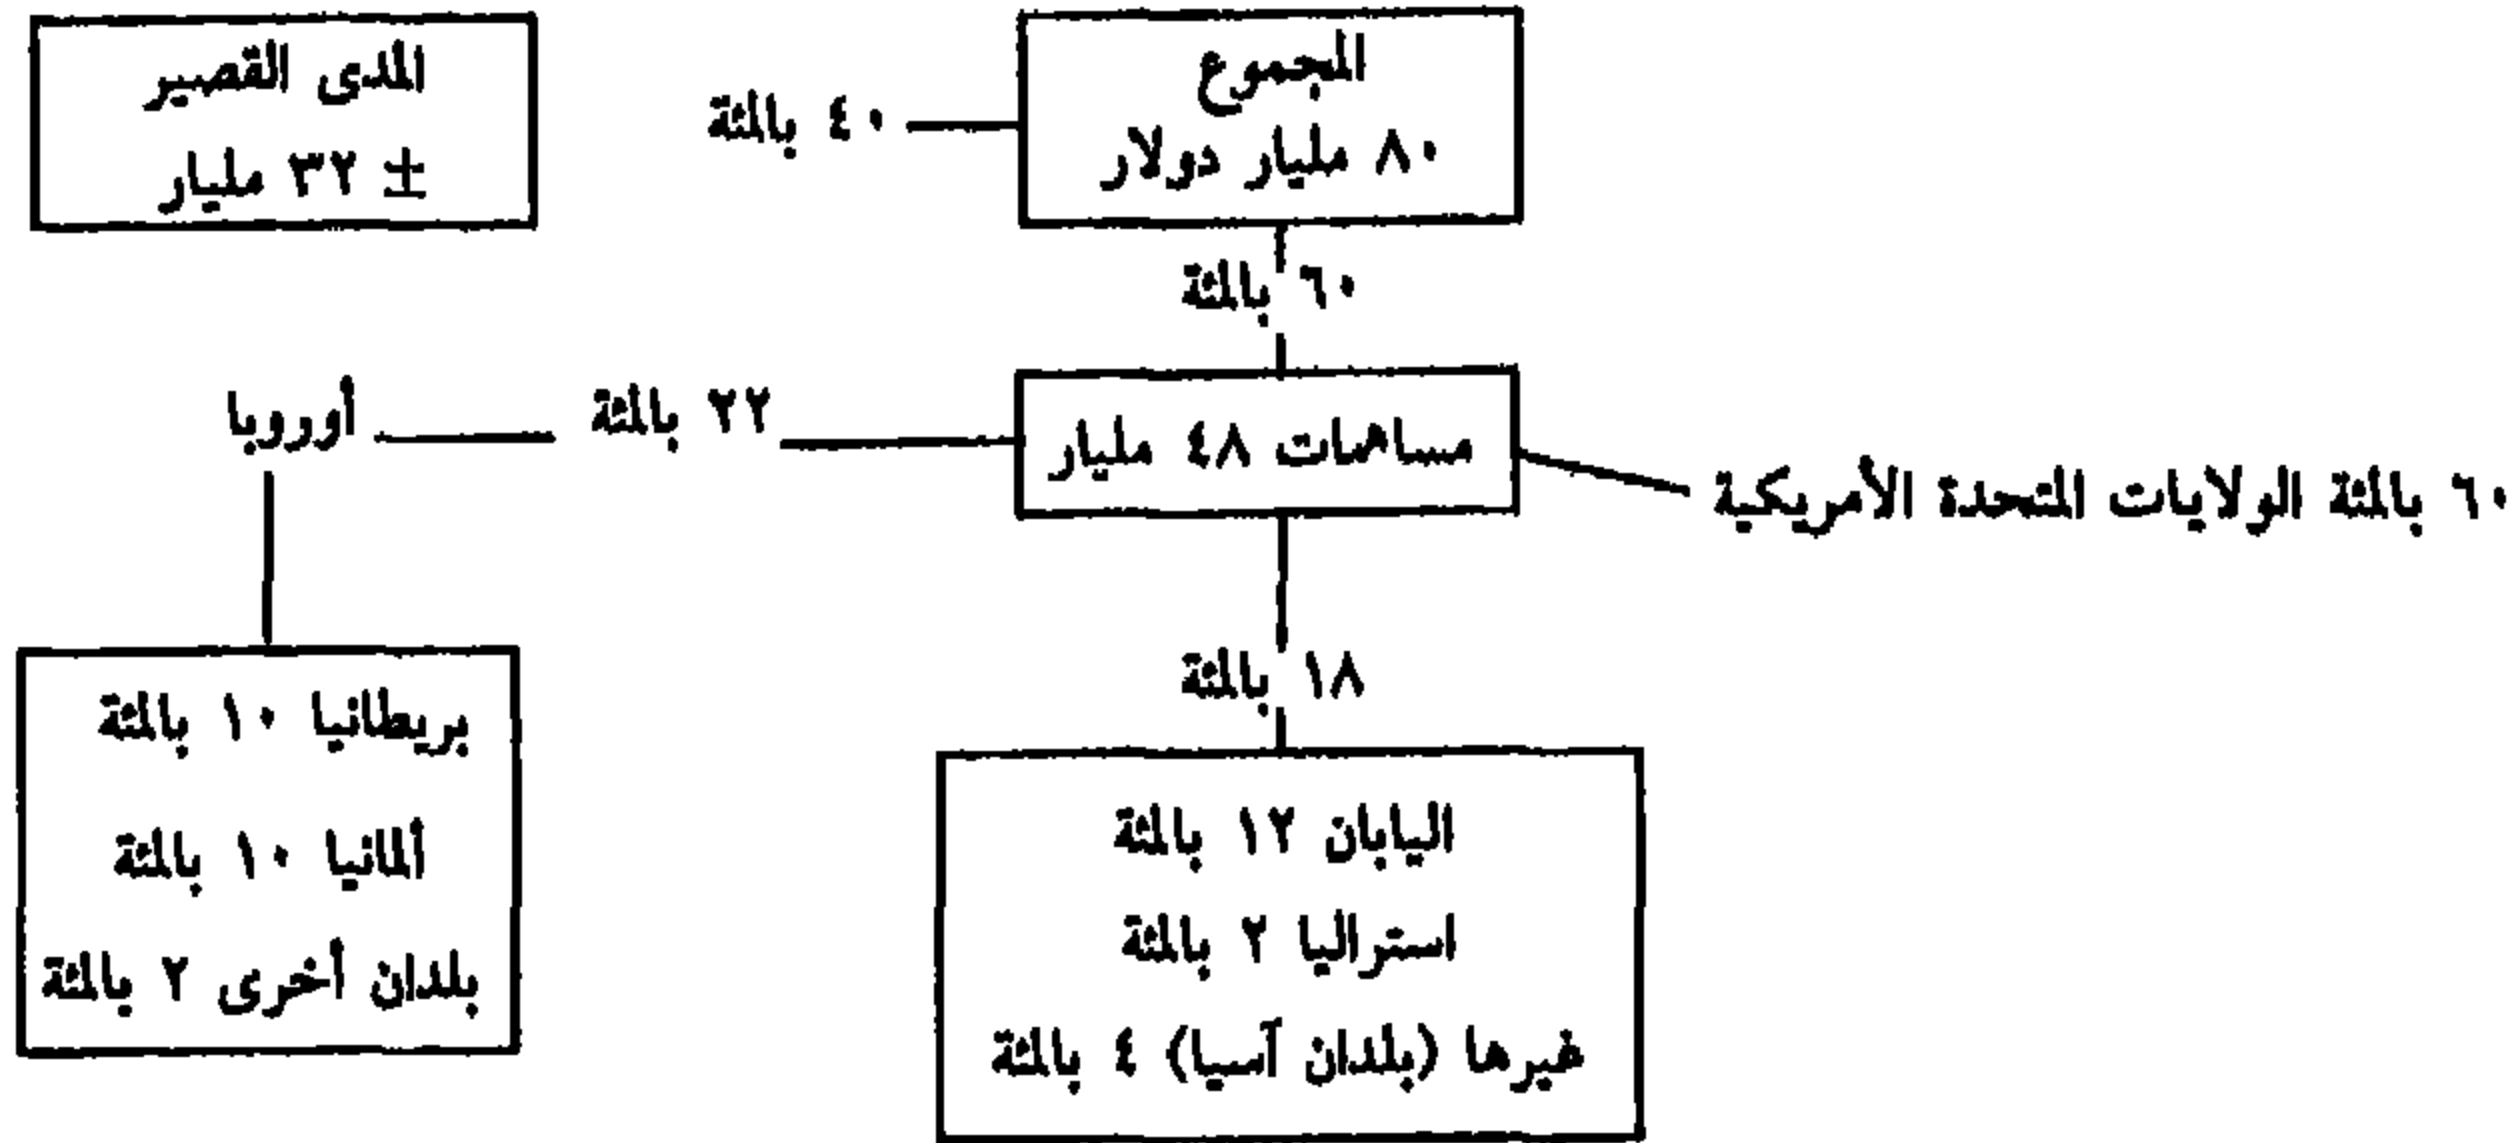 المجموع
٨٠ مليار دولار
٤٠ بالمئة
المدى القصير
± ٣٢ مليار
٦٠ بالمئة
مساهمات ٤٨ مليار
٦٠ بالمئة الولايات المتحدة الأمريكية
٢٢ بالمئة
أوروبا
١٨ بالمئة
بريطانيا ١٠ بالمئة
ألمانيا ١٠ بالمئة
بلدان أخرى ٢ بالمئة
اليابان ١٢ بالمئة
استراليا ٢ بالمئة
غيرها (بلدان آسيا) ٤ بالمئة